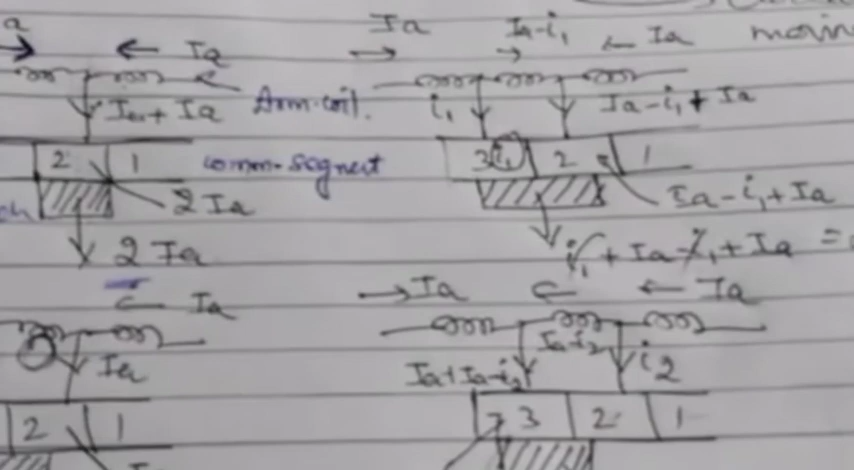 a Ia Ia Ia-i₁ Ia
i₁
Ia + Ia Arm. coil. Ia-i₁ + Ia
2 1 comm-segment 3 i₁ 2 1
2Ia Ia-i₁+Ia
2Ia i₁ + Ia-i₁ + Ia =
Ia Ia Ia
Ia Ia+Ia-i₂ Ia-i₂ i₂
2 1 3 2 1